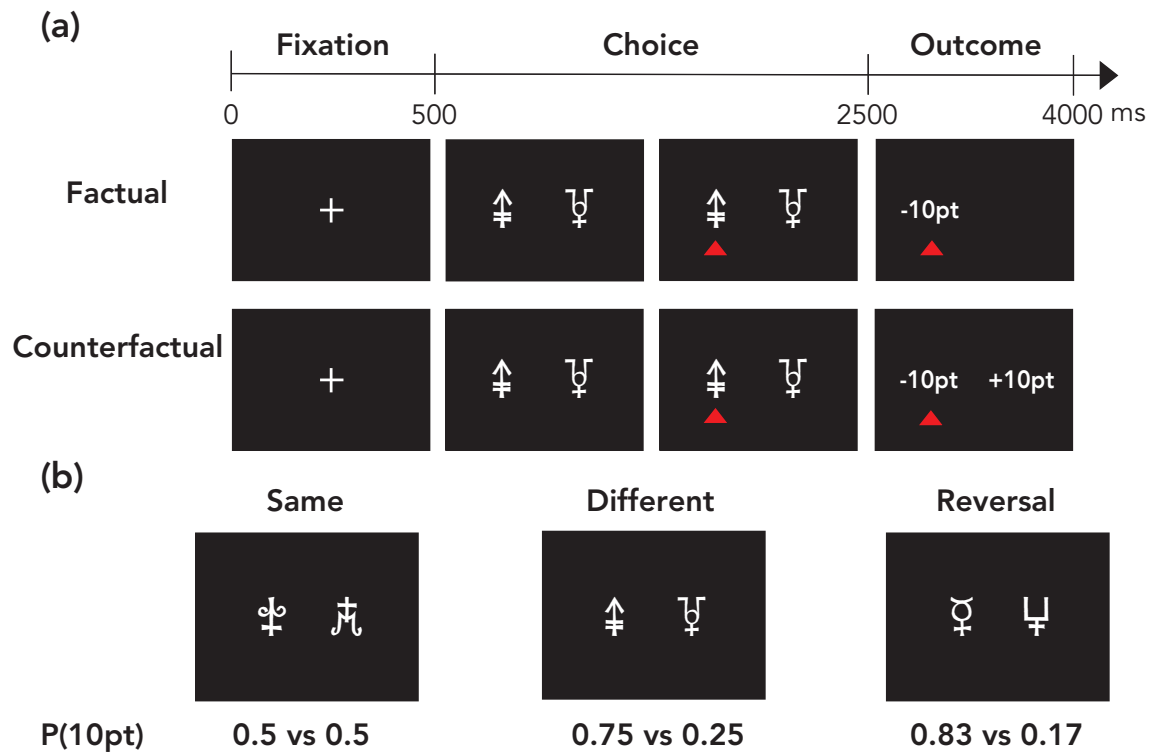 (a)
Fixation Choice Outcome
0 500 2500 4000 ms
Factual
-10pt
Counterfactual
-10pt +10pt
(b)
Same Different Reversal
P(10pt) 0.5 vs 0.5 0.75 vs 0.25 0.83 vs 0.17